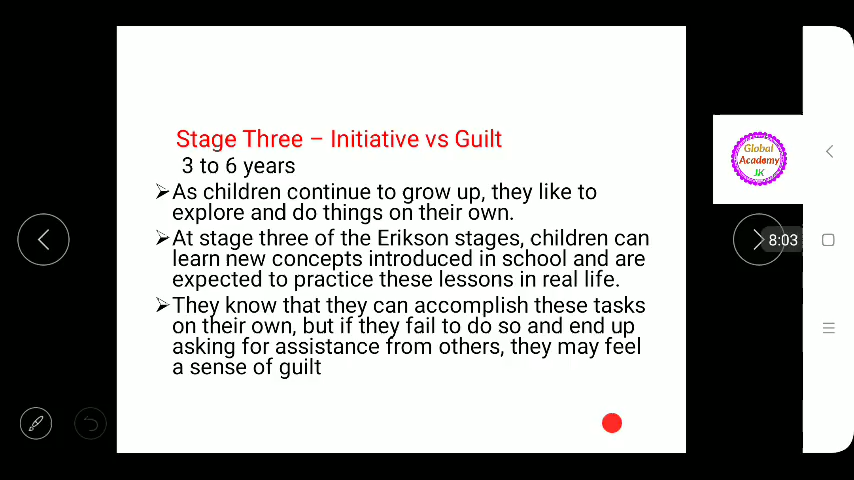 Stage Three – Initiative vs Guilt
3 to 6 years
➢As children continue to grow up, they like to
explore and do things on their own.
➢At stage three of the Erikson stages, children can
learn new concepts introduced in school and are
expected to practice these lessons in real life.
➢They know that they can accomplish these tasks
on their own, but if they fail to do so and end up
asking for assistance from others, they may feel
a sense of guilt
Global
Academy
JK
8:03